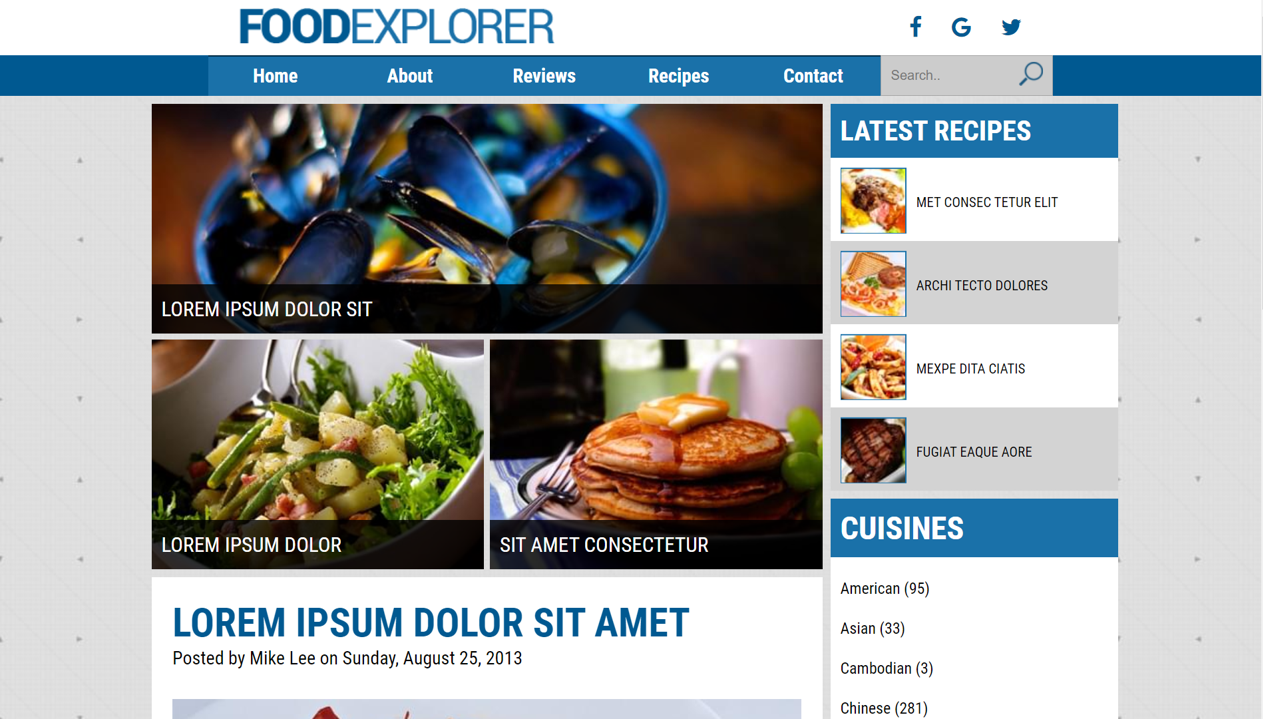 FOODEXPLORER
Home About Reviews Recipes Contact Search..
LOREM IPSUM DOLOR SIT
LOREM IPSUM DOLOR
SIT AMET CONSECTETUR
LOREM IPSUM DOLOR SIT AMET
Posted by Mike Lee on Sunday, August 25, 2013
LATEST RECIPES
MET CONSEC TETUR ELIT
ARCHI TECTO DOLORES
MEXPE DITA CIATIS
FUGIAT EAQUE AORE
CUISINES
American (95)
Asian (33)
Cambodian (3)
Chinese (281)